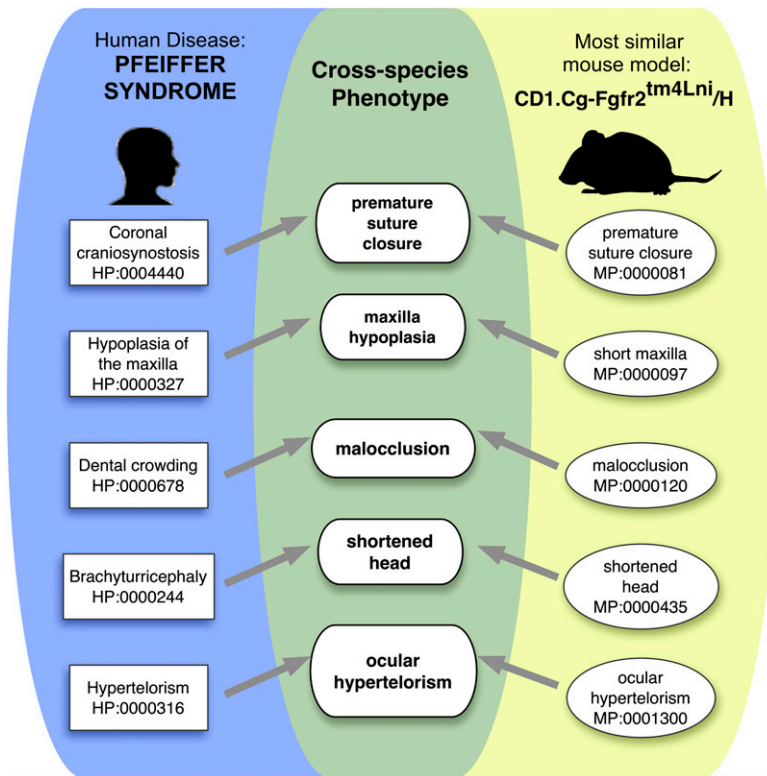 Human Disease:
PFEIFFER
SYNDROME
Cross-species
Phenotype
Most similar
mouse model:
CD1.Cg-Fgfr2tm4Lni/H
Coronal
craniosynostosis
HP:0004440
premature
suture
closure
premature
suture closure
MP:0000081
Hypoplasia of
the maxilla
HP:0000327
maxilla
hypoplasia
short maxilla
MP:0000097
Dental crowding
HP:0000678
malocclusion
malocclusion
MP:0000120
Brachyturricephaly
HP:0000244
shortened
head
shortened
head
MP:0000435
Hypertelorism
HP:0000316
ocular
hypertelorism
ocular
hypertelorism
MP:0001300